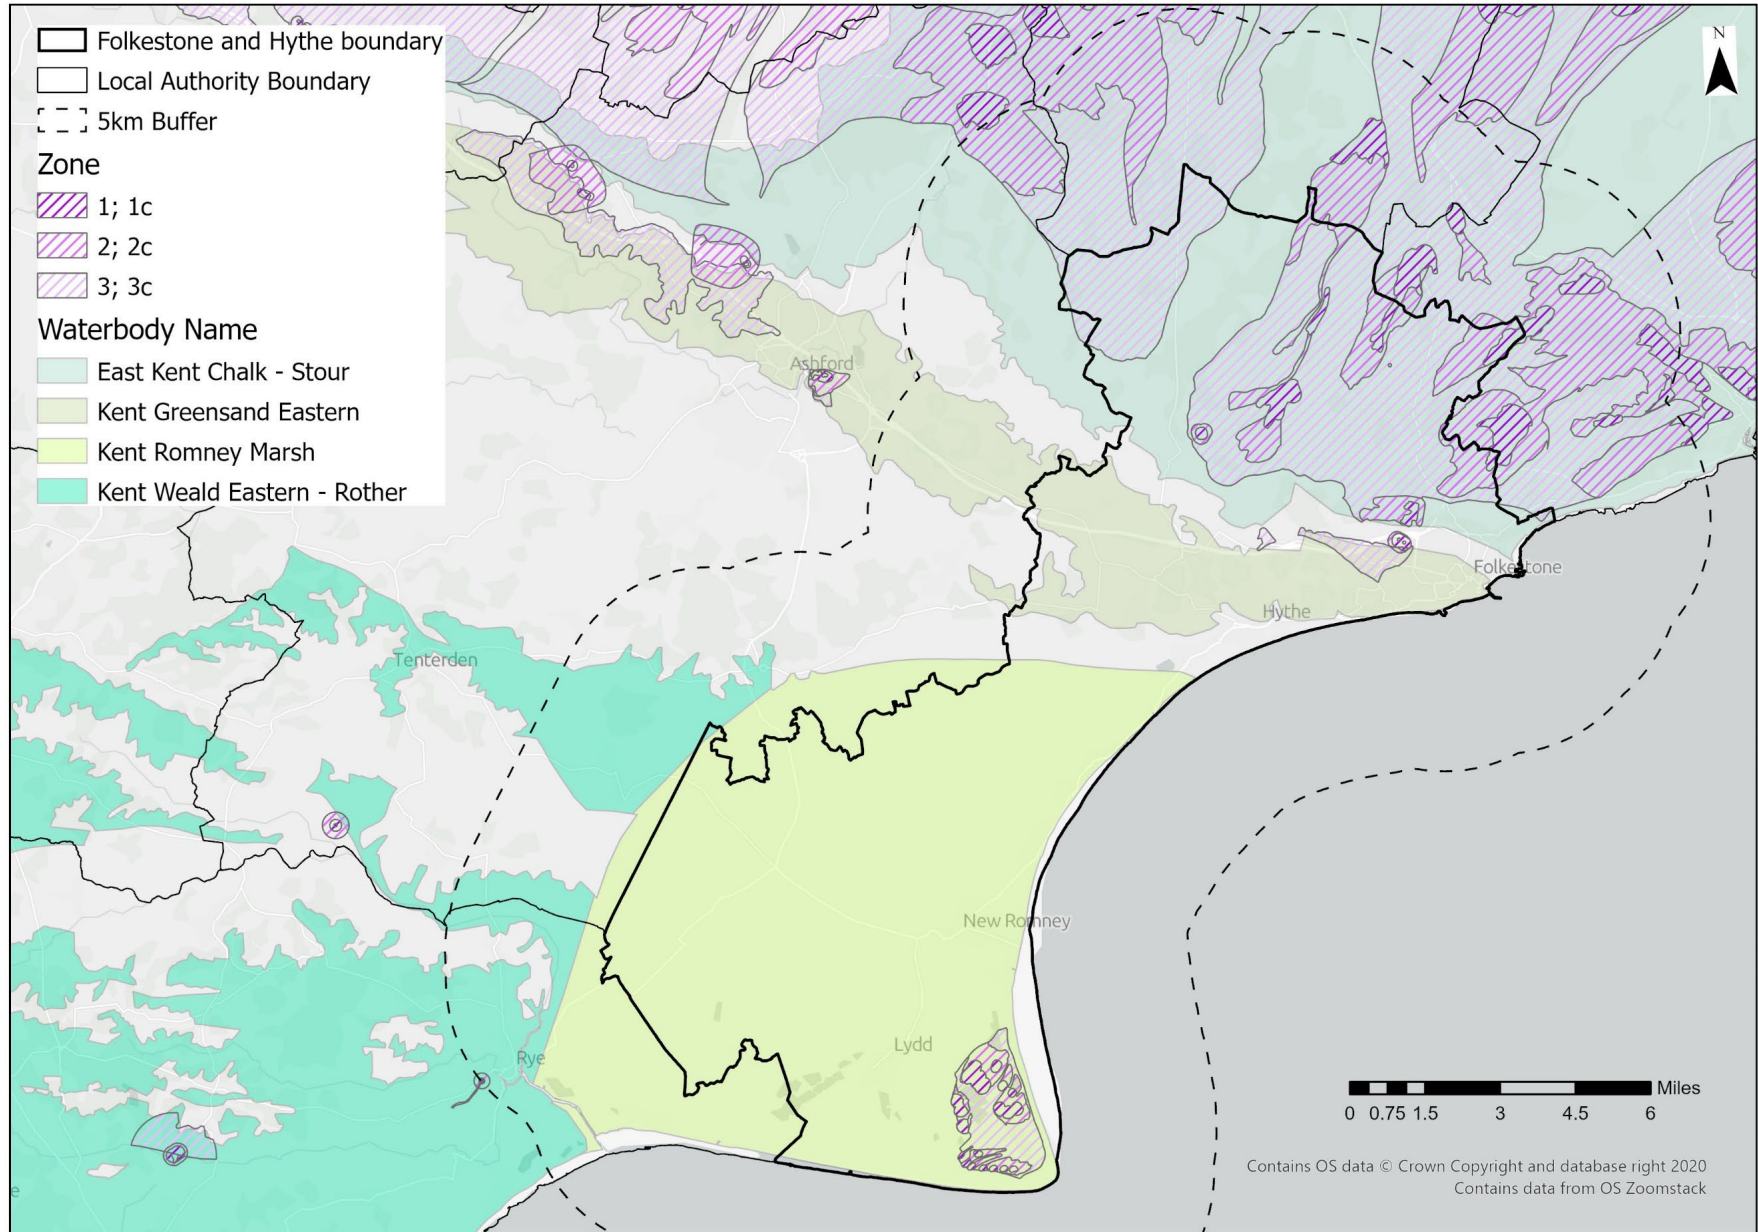 Folkestone and Hythe boundary
Local Authority Boundary
5km Buffer
Zone
1; 1c
2; 2c
3; 3c
Waterbody Name
East Kent Chalk - Stour
Kent Greensand Eastern
Kent Romney Marsh
Kent Weald Eastern - Rother
N
Ashford
Folkestone
Hythe
Tenterden
New Romney
Lydd
Rye
Miles
0 0.75 1.5 3 4.5 6
Contains OS data © Crown Copyright and database right 2020
Contains data from OS Zoomstack